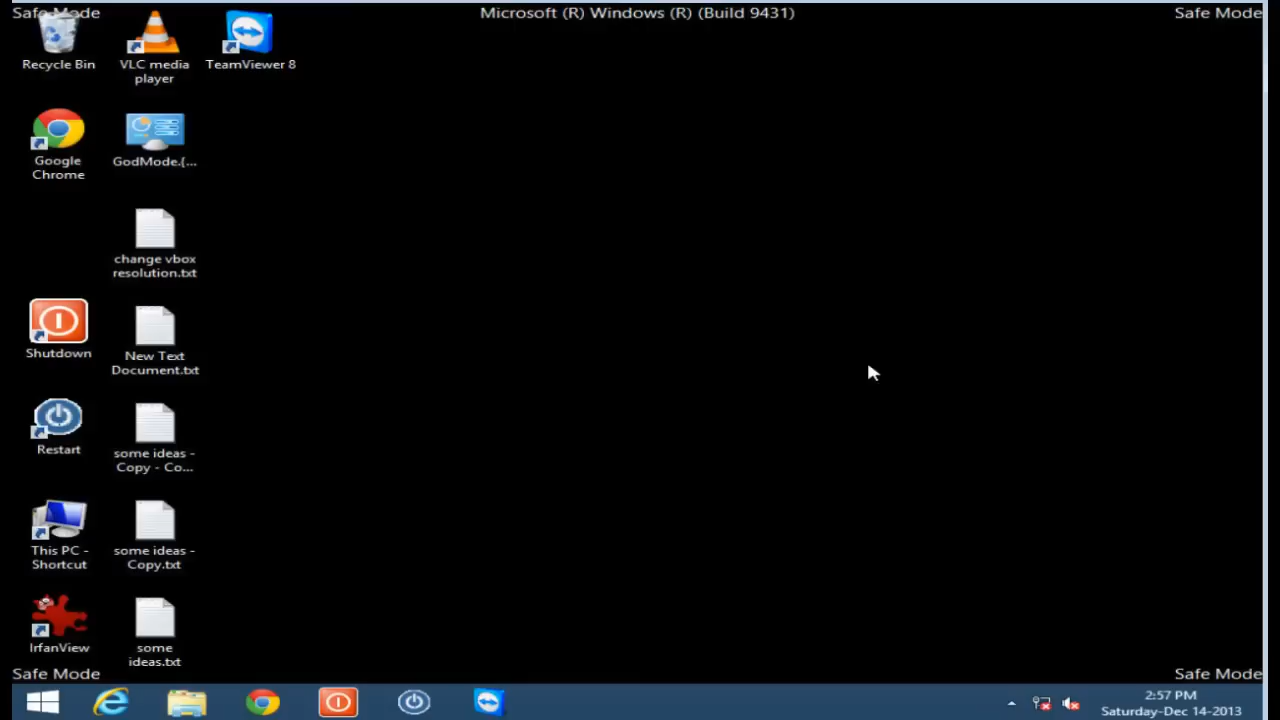 Safe Mode
Microsoft (R) Windows (R) (Build 9431)
Safe Mode
Recycle Bin
VLC media
player
TeamViewer 8
Google
Chrome
GodMode.{...
change vbox
resolution.txt
Shutdown
New Text
Document.txt
Restart
some ideas -
Copy - Co...
This PC -
Shortcut
some ideas -
Copy.txt
IrfanView
some
ideas.txt
Safe Mode
Safe Mode
2:57 PM
Saturday-Dec 14-2013